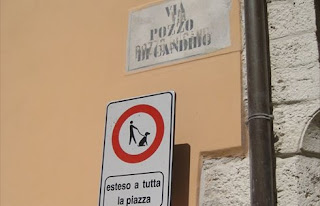 VIA
POZZO
DI CANDIDO
esteso a tutta
la piazza